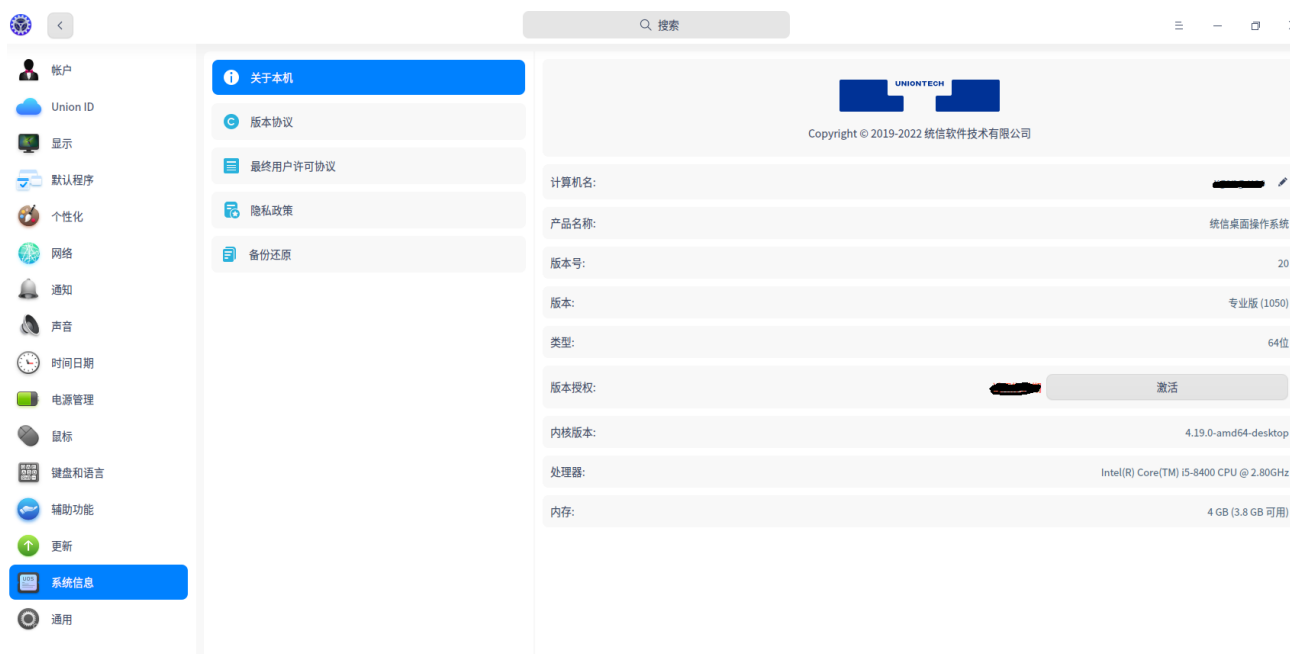 搜索
帐户
Union ID
显示
默认程序
个性化
网络
通知
声音
时间日期
电源管理
鼠标
键盘和语言
辅助功能
更新
系统信息
通用
关于本机
版本协议
最终用户许可协议
隐私政策
备份还原
UNIONTECH
Copyright © 2019-2022 统信软件技术有限公司
计算机名:
产品名称: 统信桌面操作系统
版本号: 20
版本: 专业版 (1050)
类型: 64位
版本授权: 激活
内核版本: 4.19.0-amd64-desktop
处理器: Intel(R) Core(TM) i5-8400 CPU @ 2.80GHz
内存: 4 GB (3.8 GB 可用)